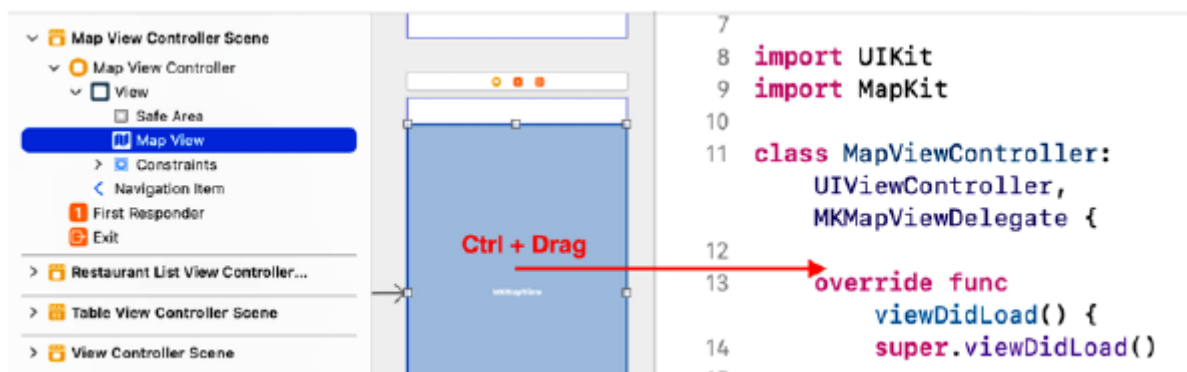 Map View Controller Scene
Map View Controller
View
Safe Area
Map View
Constraints
Navigation Item
First Responder
Exit
Restaurant List View Controller...
Table View Controller Scene
View Controller Scene
Ctrl + Drag
MKMapView
7
8 import UIKit
9 import MapKit
10
11 class MapViewController:
UIViewController,
MKMapViewDelegate {
12
13 override func
viewDidLoad() {
14 super.viewDidLoad()